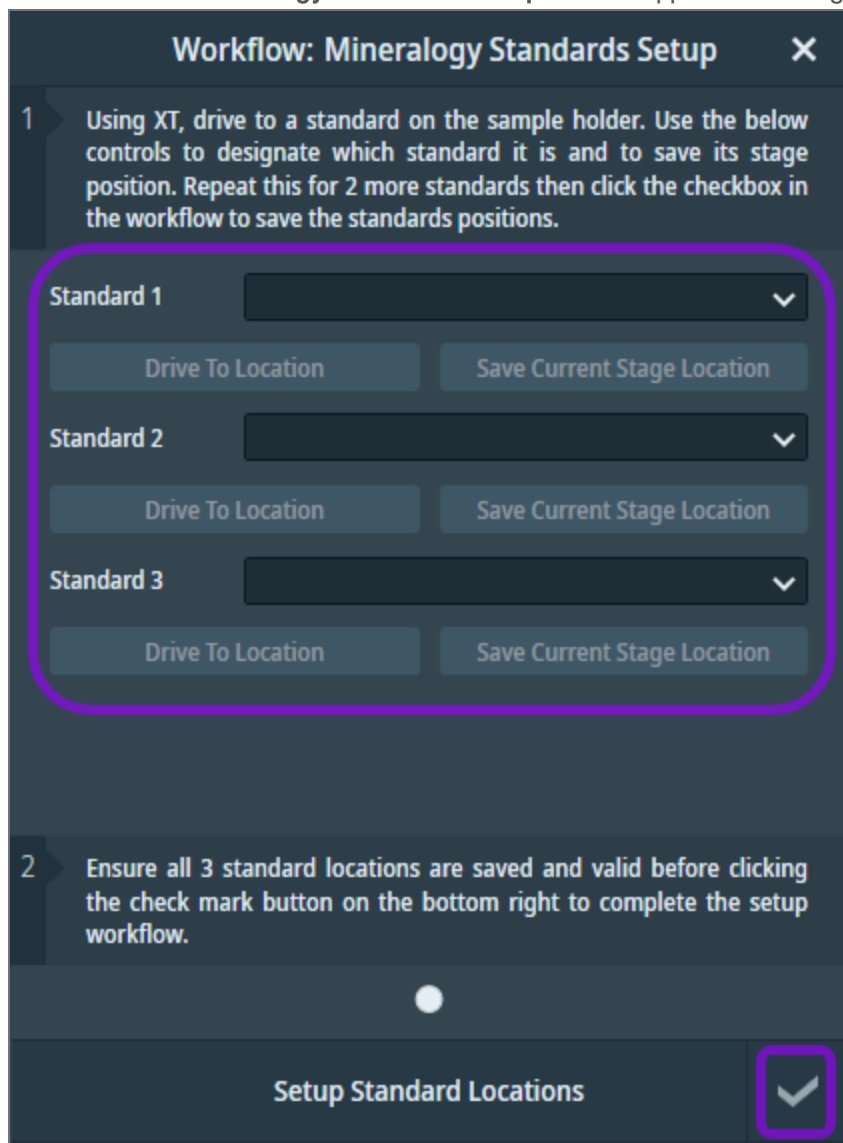 Workflow: Mineralogy Standards Setup
1
Using XT, drive to a standard on the sample holder. Use the below
controls to designate which standard it is and to save its stage
position. Repeat this for 2 more standards then click the checkbox in
the workflow to save the standards positions.
Standard 1
Drive To Location Save Current Stage Location
Standard 2
Drive To Location Save Current Stage Location
Standard 3
Drive To Location Save Current Stage Location
2
Ensure all 3 standard locations are saved and valid before clicking
the check mark button on the bottom right to complete the setup
workflow.
Setup Standard Locations